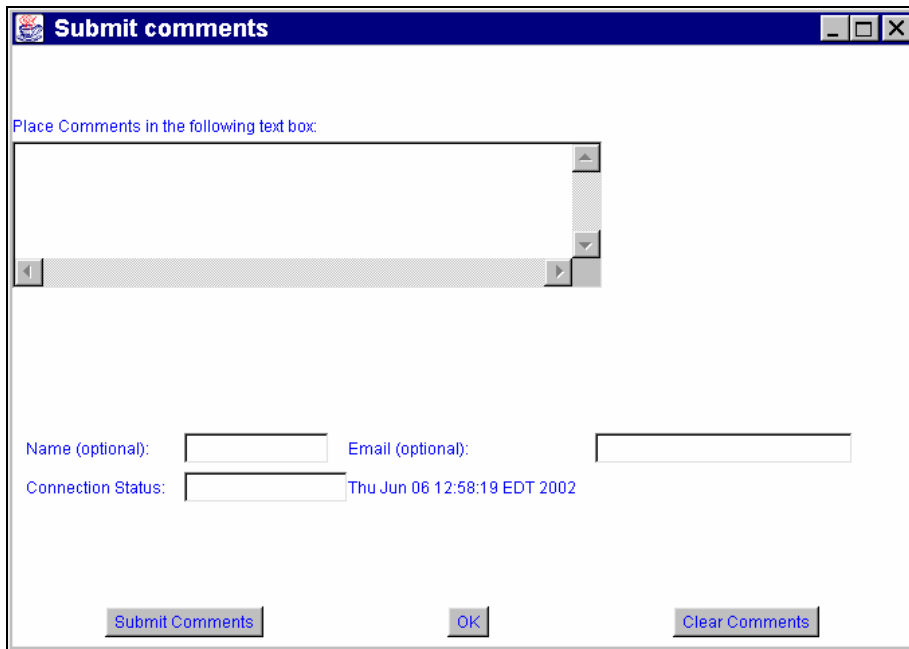 Submit comments
Place Comments in the following text box:
Name (optional):
Email (optional):
Connection Status:
Thu Jun 06 12:58:19 EDT 2002
Submit Comments
OK
Clear Comments